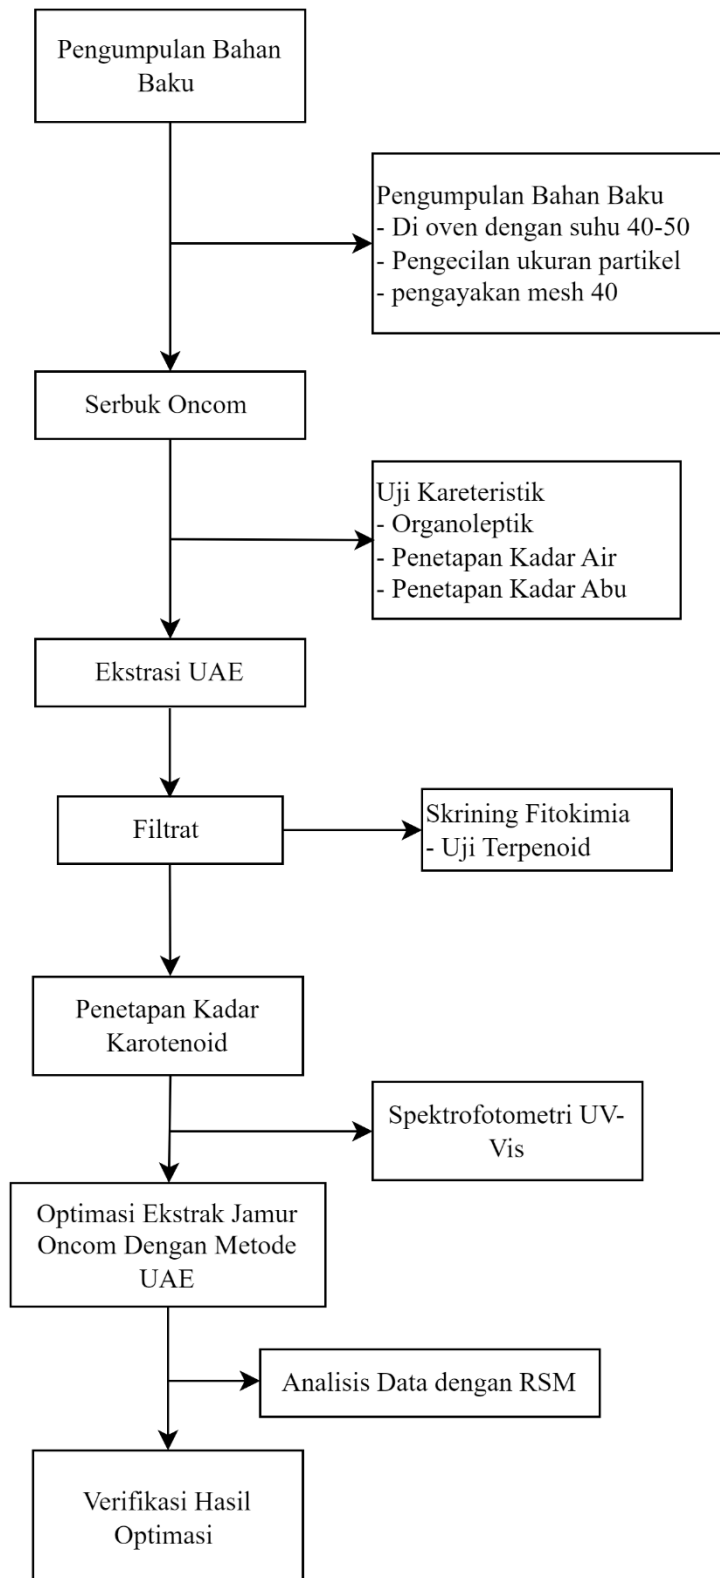 Pengumpulan Bahan
Baku
Pengumpulan Bahan Baku
- Di oven dengan suhu 40-50
- Pengecilan ukuran partikel
- pengayakan mesh 40
Serbuk Oncom
Uji Kareteristik
- Organoleptik
- Penetapan Kadar Air
- Penetapan Kadar Abu
Ekstrasi UAE
Filtrat
Skrining Fitokimia
- Uji Terpenoid
Penetapan Kadar
Karotenoid
Spektrofotometri UV-
Vis
Optimasi Ekstrak Jamur
Oncom Dengan Metode
UAE
Analisis Data dengan RSM
Verifikasi Hasil
Optimasi